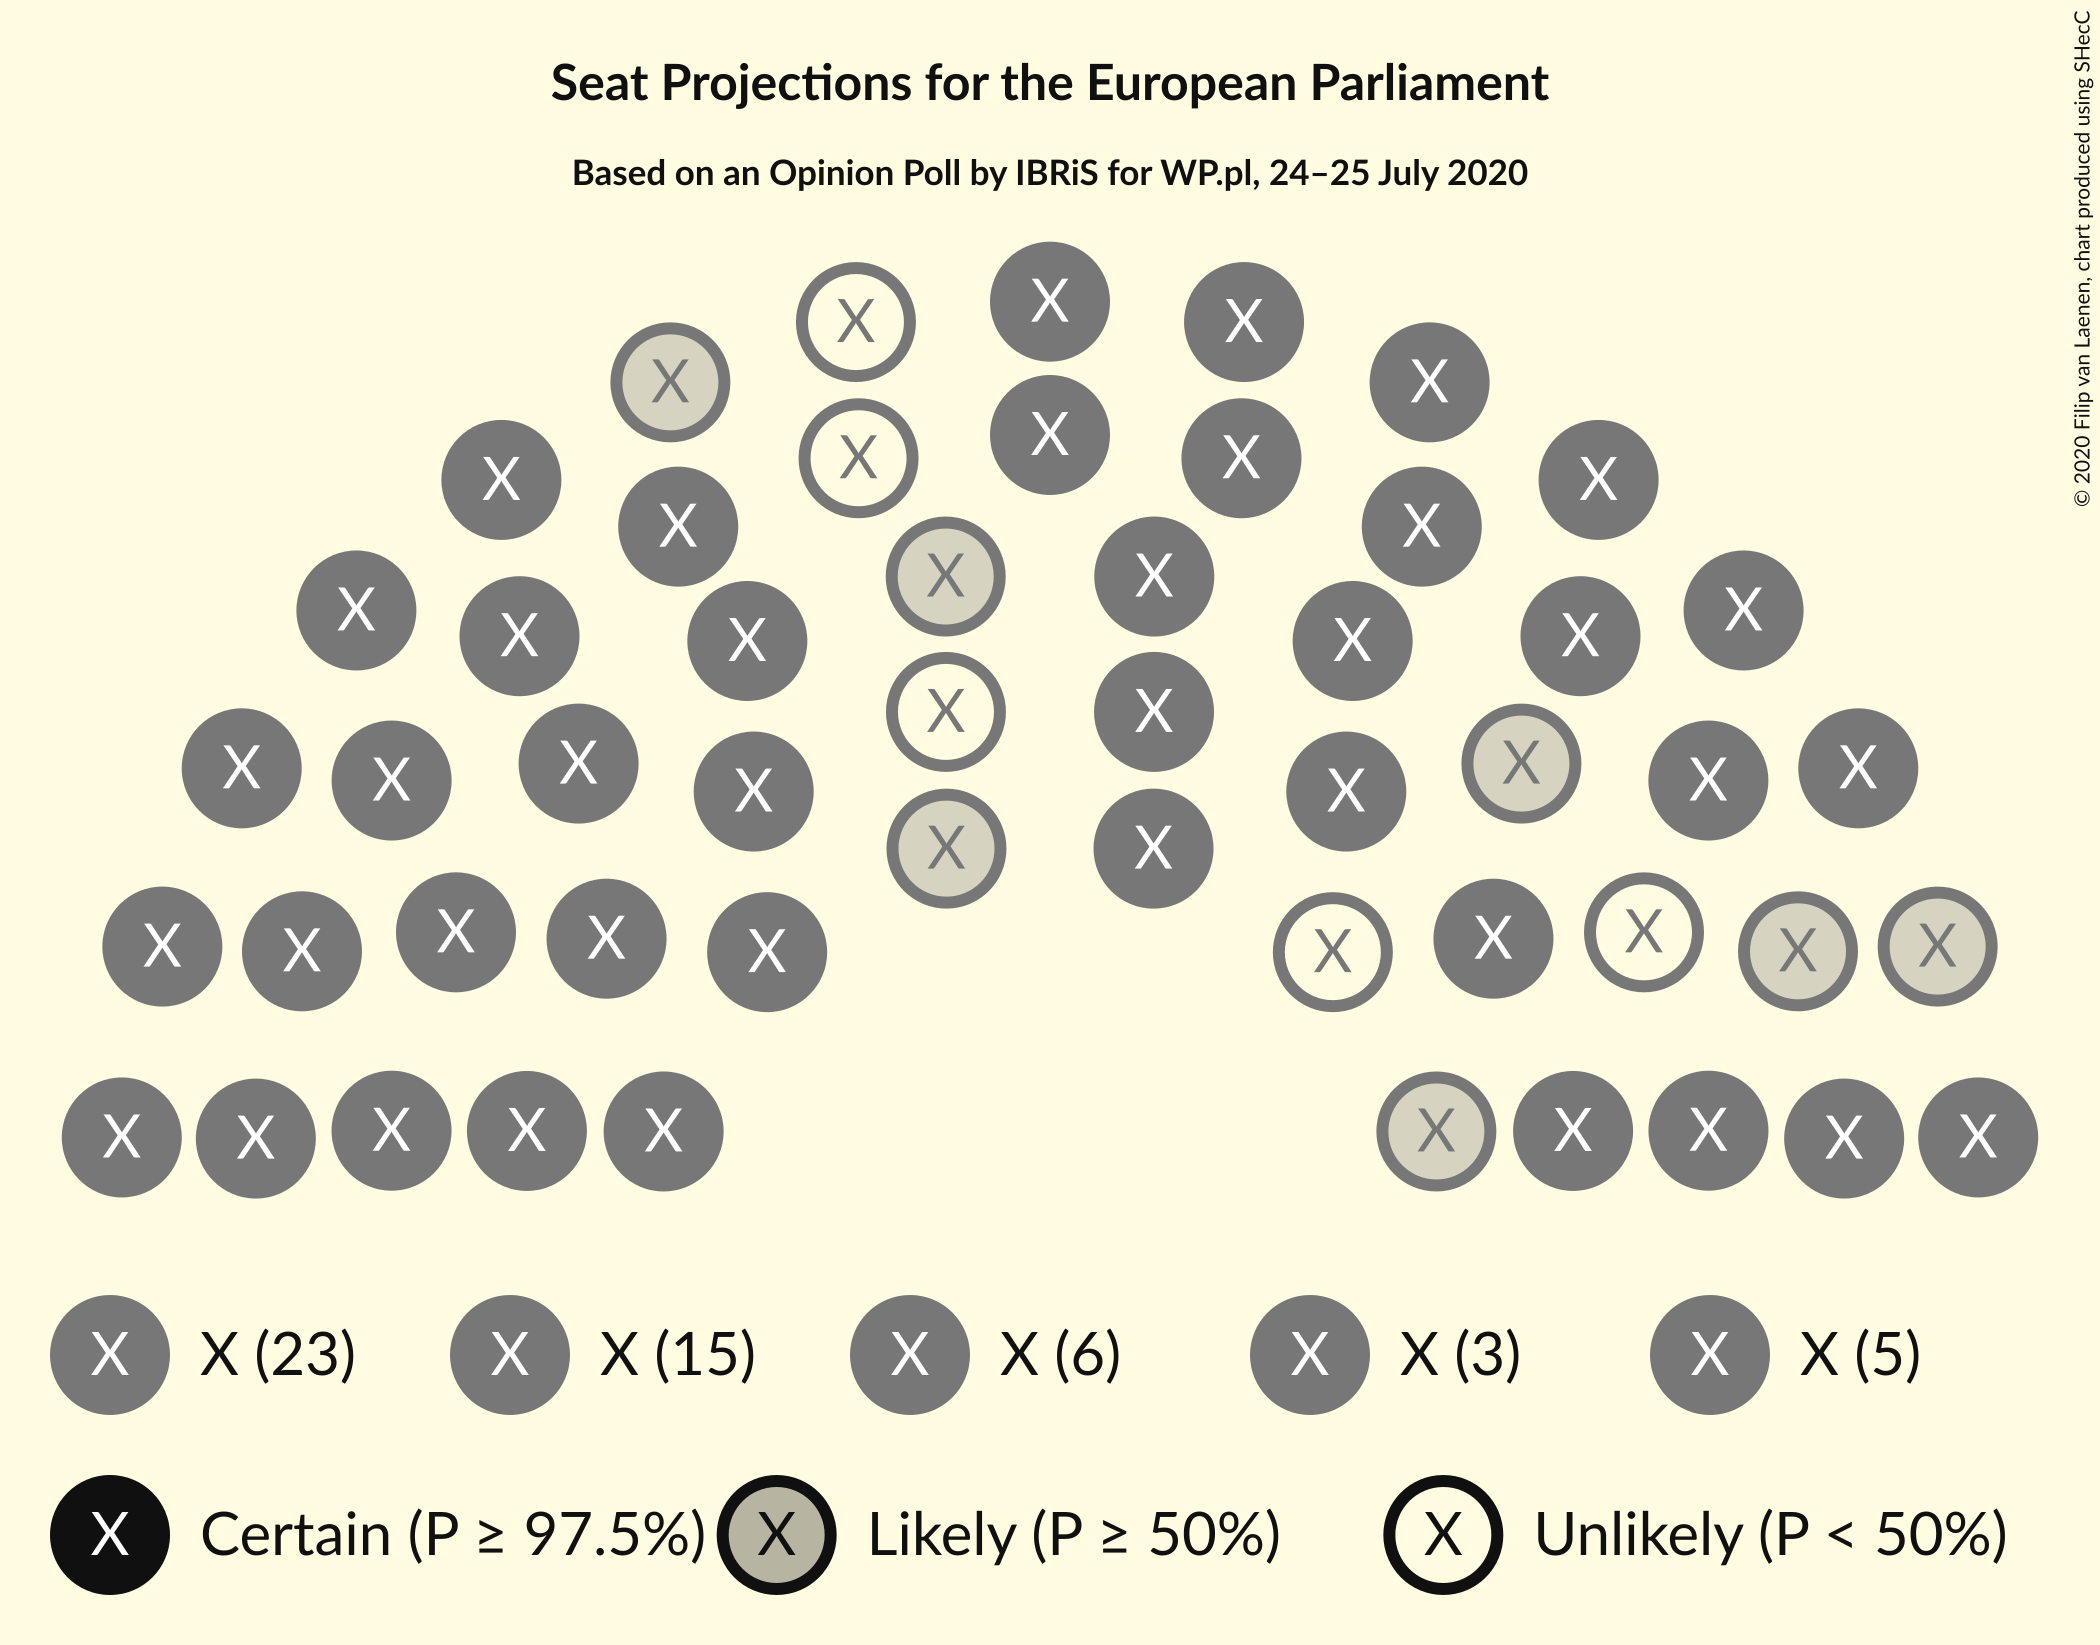 Seat Projections for the European Parliament
Based on an Opinion Poll by IBRiS for WP.pl, 24–25 July 2020
© 2020 Filip van Laenen, chart produced using SHecC
X X X
X X
X X X
X X
X X
X X
X X
X X X X
X X
X X
X X X X
X X
X X X X
X X
X X
X X X X
X X X X
X X
X X X X X X
X X X X
X X X X X X
X X X X
X X (23) X X (15) X X (6) X X (3) X X (5)
X Certain (P ≥ 97.5%) X Likely (P ≥ 50%) X Unlikely (P < 50%)